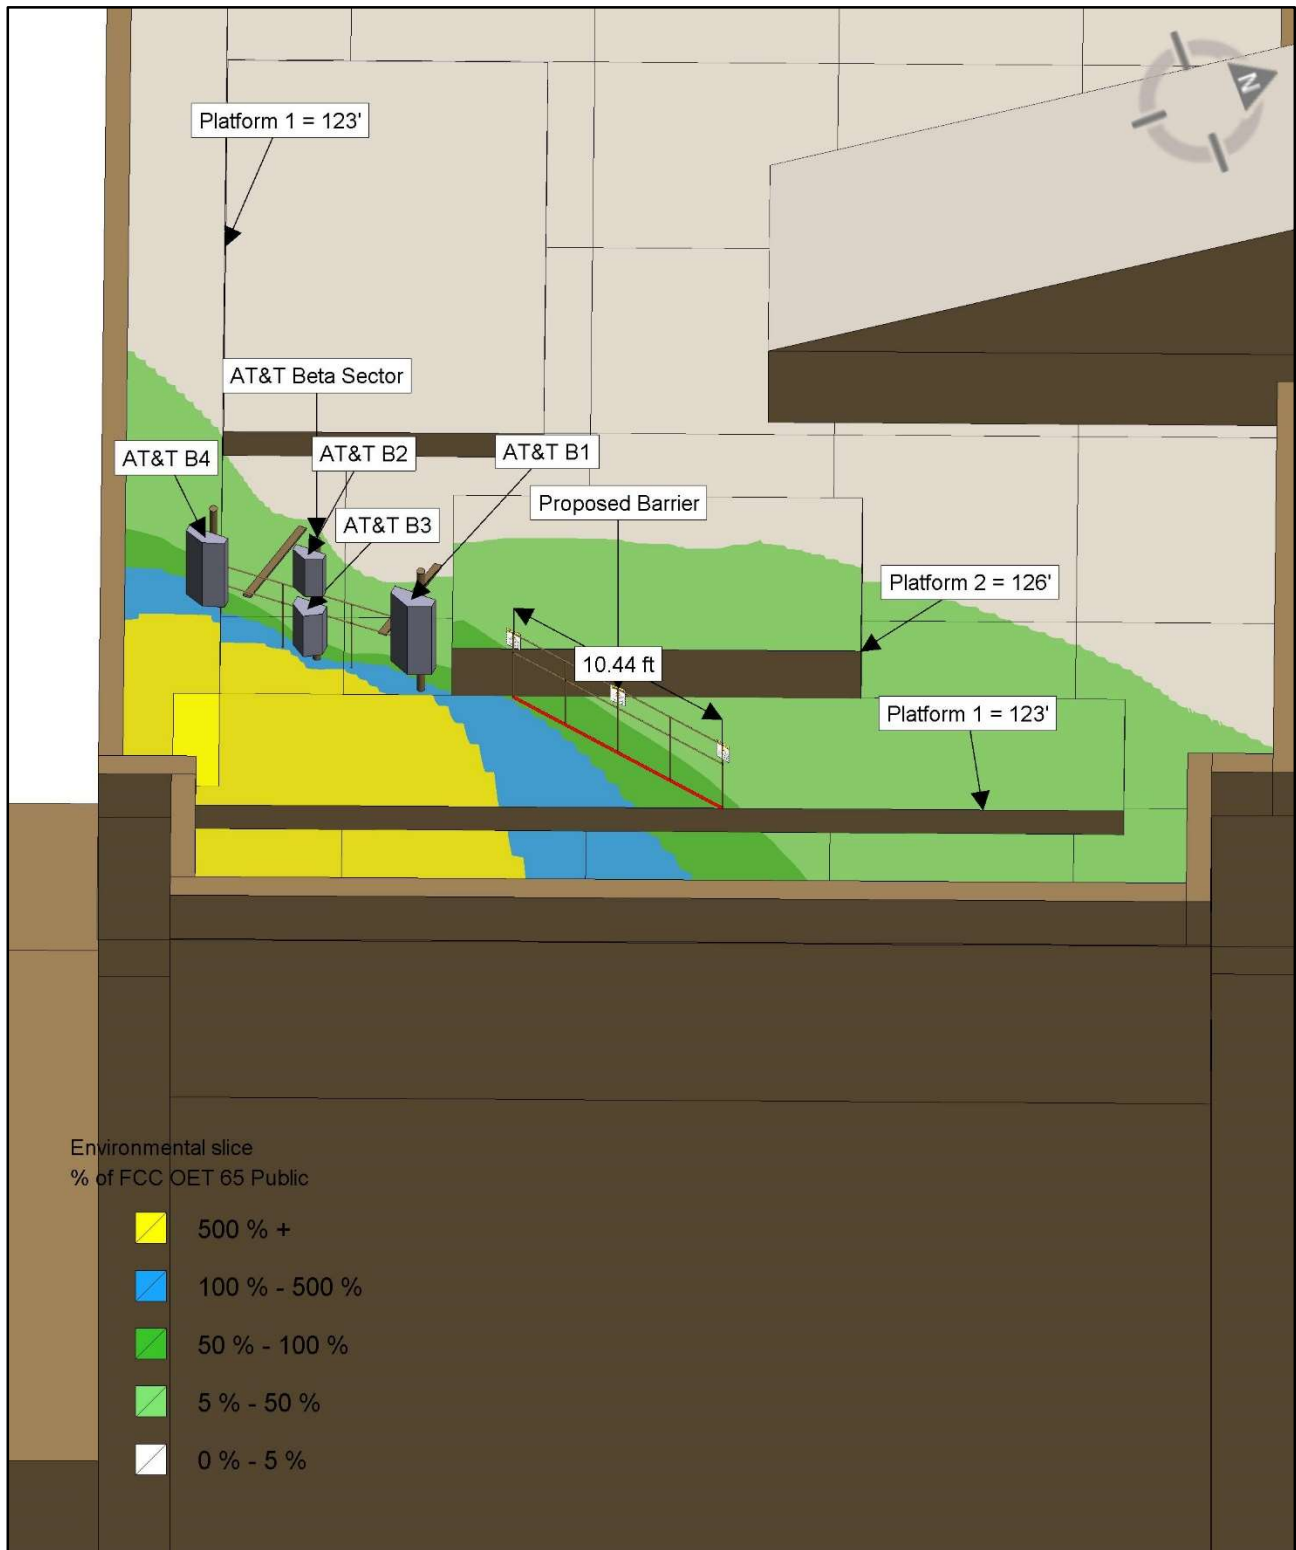 N
Platform 1 = 123'
AT&T Beta Sector
AT&T B4
AT&T B2
AT&T B1
AT&T B3
Proposed Barrier
Platform 2 = 126'
10.44 ft
Platform 1 = 123'
Environmental slice
% of FCC OET 65 Public
500 % +
100 % - 500 %
50 % - 100 %
5 % - 50 %
0 % - 5 %